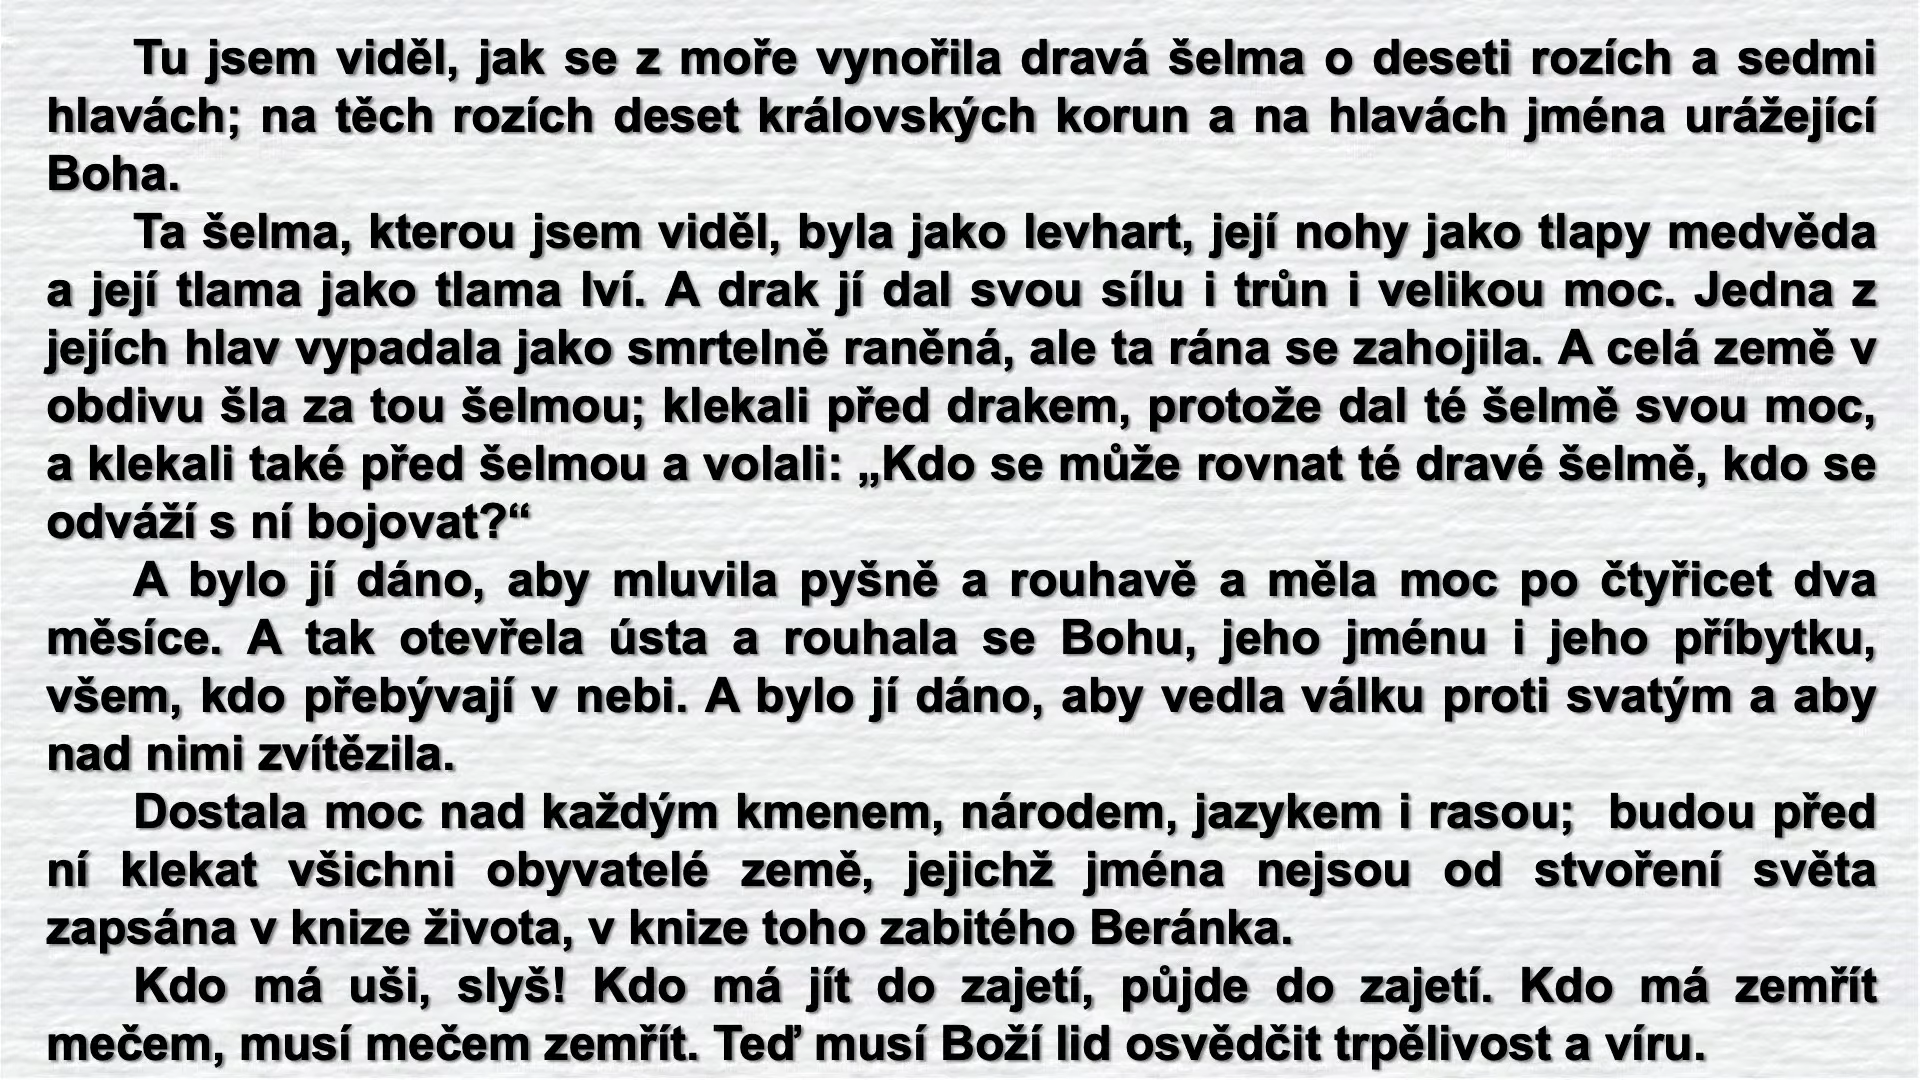 Tu jsem viděl, jak se z moře vynořila dravá šelma o deseti rozích a sedmi
hlavách; na těch rozích deset královských korun a na hlavách jména urážející
Boha.
Ta šelma, kterou jsem viděl, byla jako levhart, její nohy jako tlapy medvěda
a její tlama jako tlama lví. A drak jí dal svou sílu i trůn i velikou moc. Jedna z
jejích hlav vypadala jako smrtelně raněná, ale ta rána se zahojila. A celá země v
obdivu šla za tou šelmou; klekali před drakem, protože dal té šelmě svou moc,
a klekali také před šelmou a volali: „Kdo se může rovnat té dravé šelmě, kdo se
odváží s ní bojovat?“
A bylo jí dáno, aby mluvila pyšně a rouhavě a měla moc po čtyřicet dva
měsíce. A tak otevřela ústa a rouhala se Bohu, jeho jménu i jeho příbytku,
všem, kdo přebývají v nebi. A bylo jí dáno, aby vedla válku proti svatým a aby
nad nimi zvítězila.
Dostala moc nad každým kmenem, národem, jazykem i rasou;  budou před
ní klekat všichni obyvatelé země, jejichž jména nejsou od stvoření světa
zapsána v knize života, v knize toho zabitého Beránka.
Kdo má uši, slyš! Kdo má jít do zajetí, půjde do zajetí. Kdo má zemřít
mečem, musí mečem zemřít. Teď musí Boží lid osvědčit trpělivost a víru.